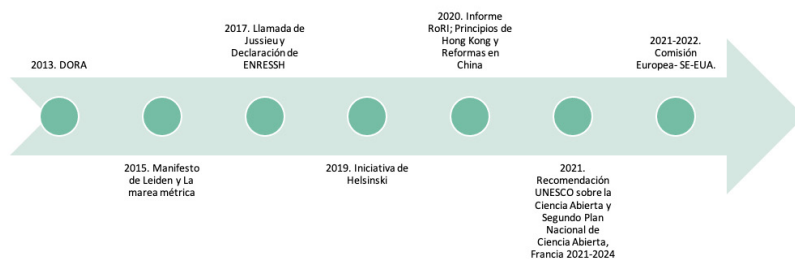 2013. DORA
2015. Manifiesto
de Leiden y La
marea métrica
2017. Llamada de
Jussieu y
Declaración de
ENRESSH
2019. Iniciativa de
Helsinski
2020. Informe
RoRI; Principios de
Hong Kong y
Reformas en
China
2021.
Recomendación
UNESCO sobre la
Ciencia Abierta y
Segundo Plan
Nacional de
Ciencia Abierta,
Francia 2021-2024
2021-2022.
Comisión
Europea- SE-EUA.